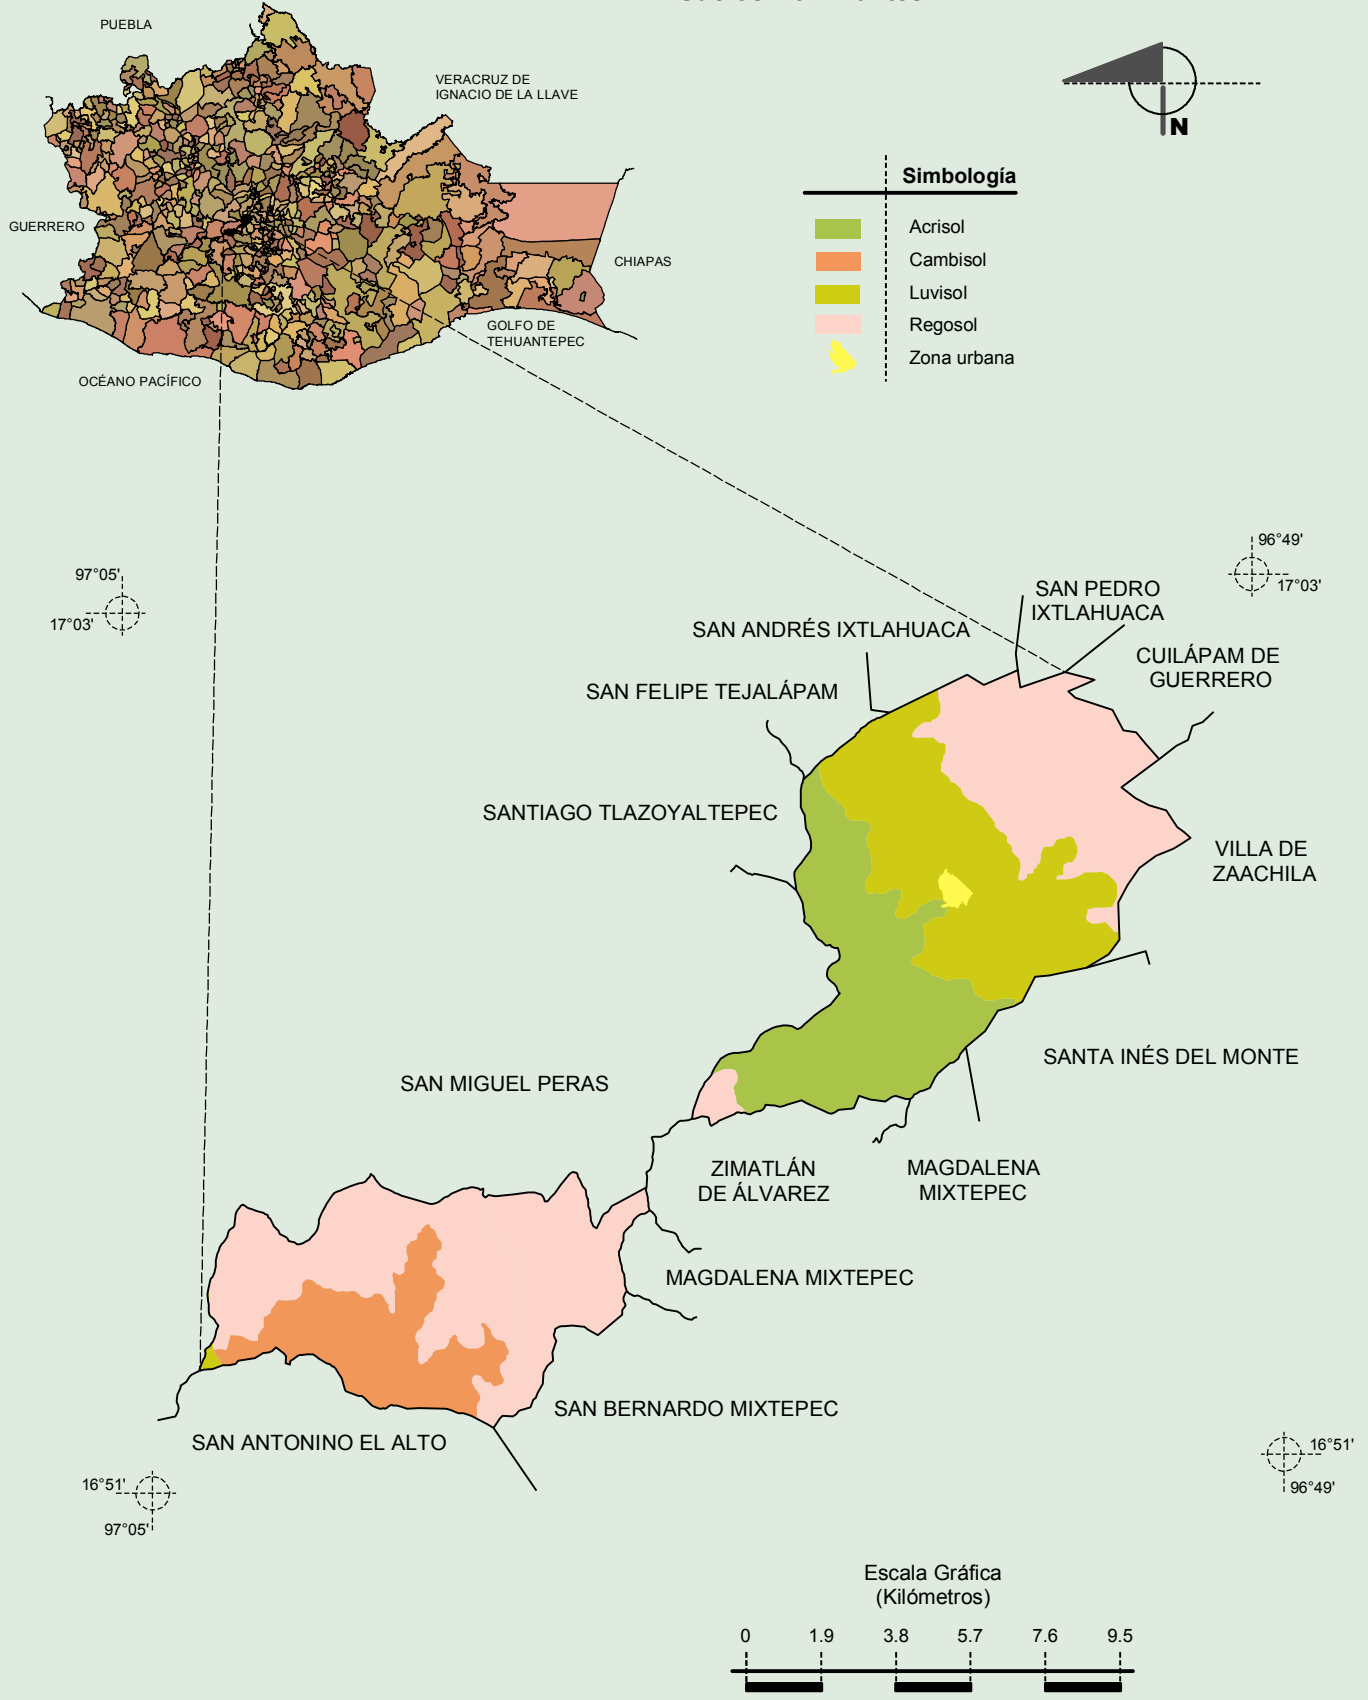 PUEBLA
VERACRUZ DE
IGNACIO DE LA LLAVE
GUERRERO
CHIAPAS
GOLFO DE
TEHUANTEPEC
OCÉANO PACÍFICO
N
Simbología
Acrisol
Cambisol
Luvisol
Regosol
Zona urbana
97°05'
17°03'
96°49'
17°03'
SAN PEDRO
IXTLAHUACA
SAN ANDRÉS IXTLAHUACA
CUILÁPAM DE
GUERRERO
SAN FELIPE TEJALÁPAM
SANTIAGO TLAZOYALTEPEC
VILLA DE
ZAACHILA
SANTA INÉS DEL MONTE
SAN MIGUEL PERAS
ZIMATLÁN
DE ÁLVAREZ
MAGDALENA
MIXTEPEC
MAGDALENA MIXTEPEC
SAN BERNARDO MIXTEPEC
SAN ANTONINO EL ALTO
16°51'
97°05'
16°51'
96°49'
Escala Gráfica
(Kilómetros)
0 1.9 3.8 5.7 7.6 9.5